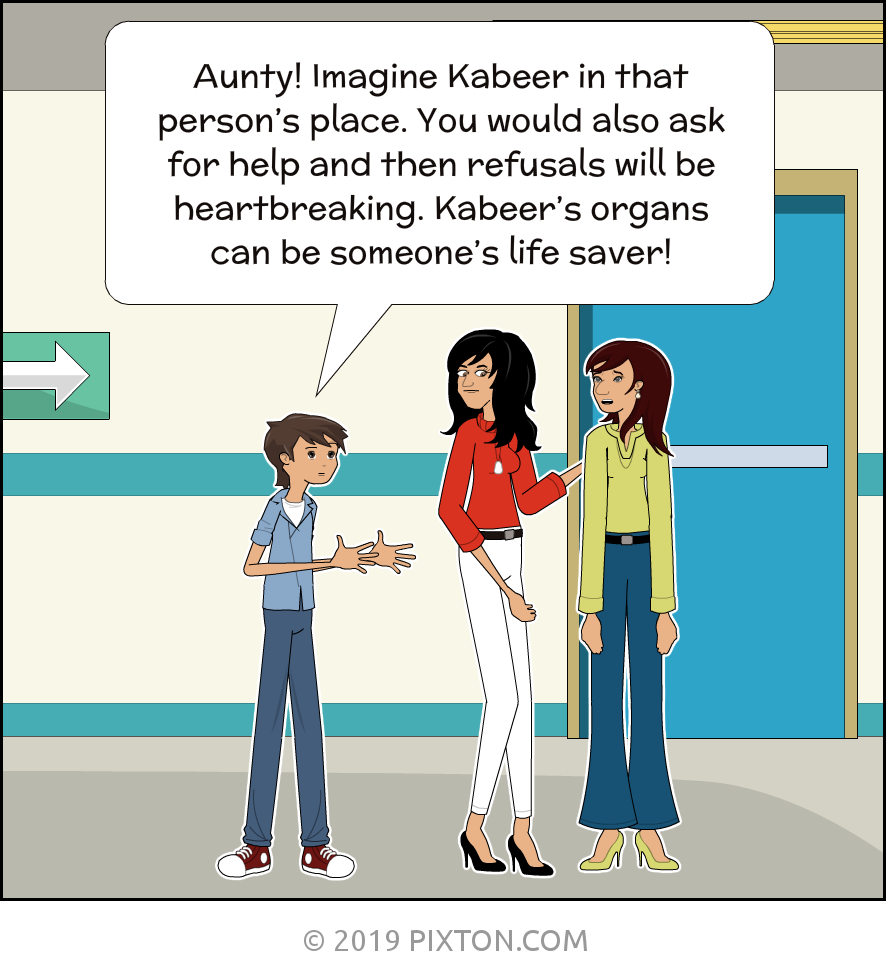 Aunty! Imagine Kabeer in that
person's place. You would also ask
for help and then refusals will be
heartbreaking. Kabeer's organs
can be someone's life saver!
© 2019 PIXTON.COM